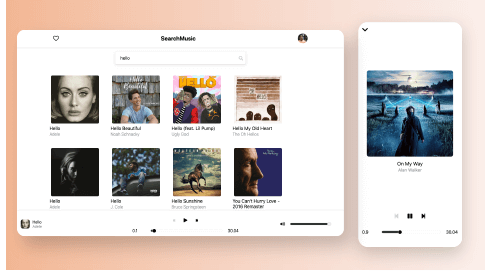 SearchMusic
hello
Hello
Adele
Hello Beautiful
Noah Schnacky
Hello (feat. Lil Pump)
Ugly God
Hello My Old Heart
The Oh Hellos
Hello
Adele
Hello
J. Cole
Hello Sunshine
Bruce Springsteen
You Can't Hurry Love -
2016 Remaster
Hello
Adele
0.1
30.04
On My Way
Alan Walker
0.9
30.04